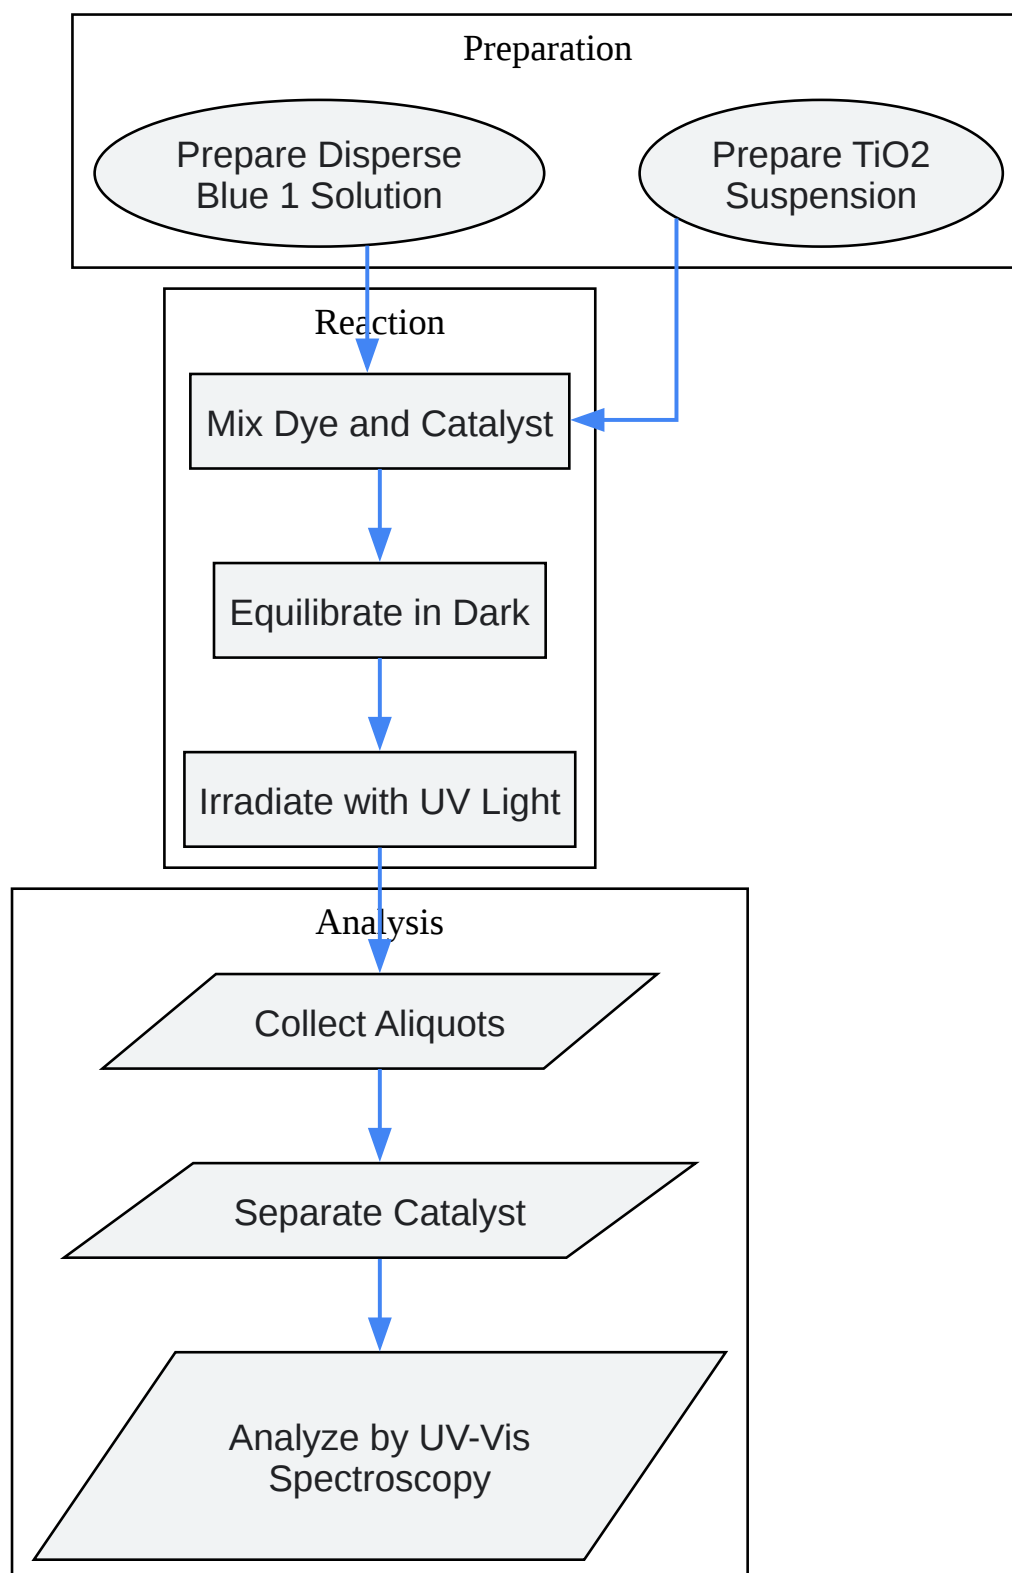 Preparation
Prepare Disperse
Blue 1 Solution
Prepare TiO2
Suspension
Reaction
Mix Dye and Catalyst
Equilibrate in Dark
Irradiate with UV Light
Analysis
Collect Aliquots
Separate Catalyst
Analyze by UV-Vis
Spectroscopy